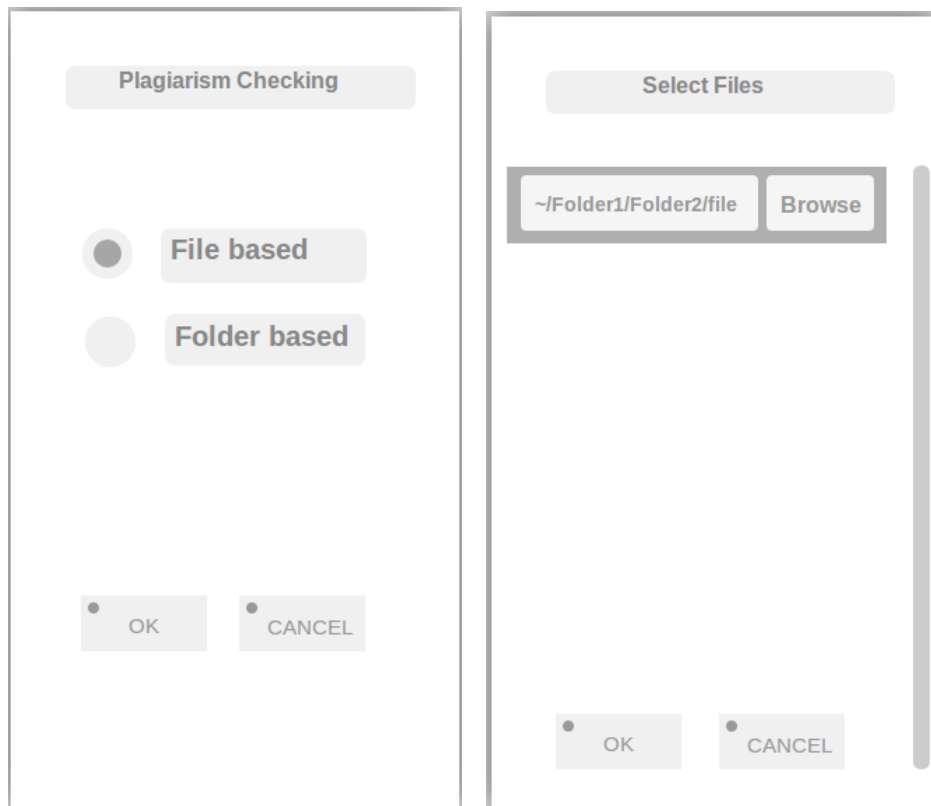 Plagiarism Checking
File based
Folder based
OK
CANCEL
Select Files
~/Folder1/Folder2/file
Browse
OK
CANCEL